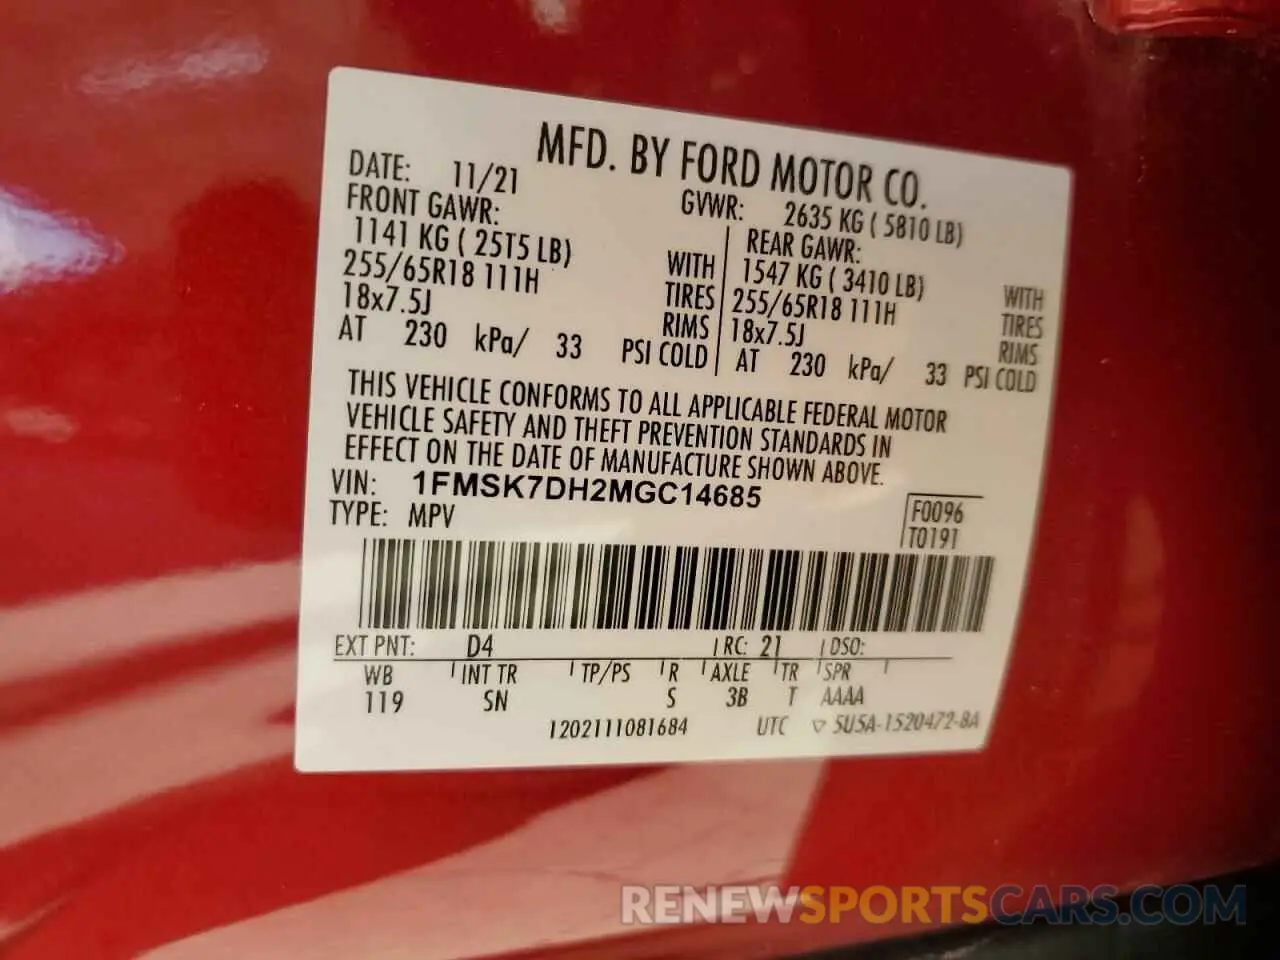 MFD. BY FORD MOTOR CO.
DATE: 11/21 GVWR: 2635 KG ( 5810 LB)
FRONT GAWR: REAR GAWR:
1141 KG ( 25T5 LB) WITH 1547 KG ( 3410 LB) WITH
255/65R18 111H TIRES 255/65R18 111H TIRES
18x7.5J RIMS 18x7.5J RIMS
AT 230 kPa/ 33 PSI COLD AT 230 kPa/ 33 PSI COLD
THIS VEHICLE CONFORMS TO ALL APPLICABLE FEDERAL MOTOR
VEHICLE SAFETY AND THEFT PREVENTION STANDARDS IN
EFFECT ON THE DATE OF MANUFACTURE SHOWN ABOVE.
VIN: 1FMSK7DH2MGC14685
TYPE: MPV
F0096
T0191
EXT PNT: D4 RC: 21 DSO:
WB INT TR TP/PS R AXLE TR SPR
119 SN S 3B T AAAA
1202111081684 UTC ▽ 5U5A-1520472-BA
RENEWSPORTSCARS.COM